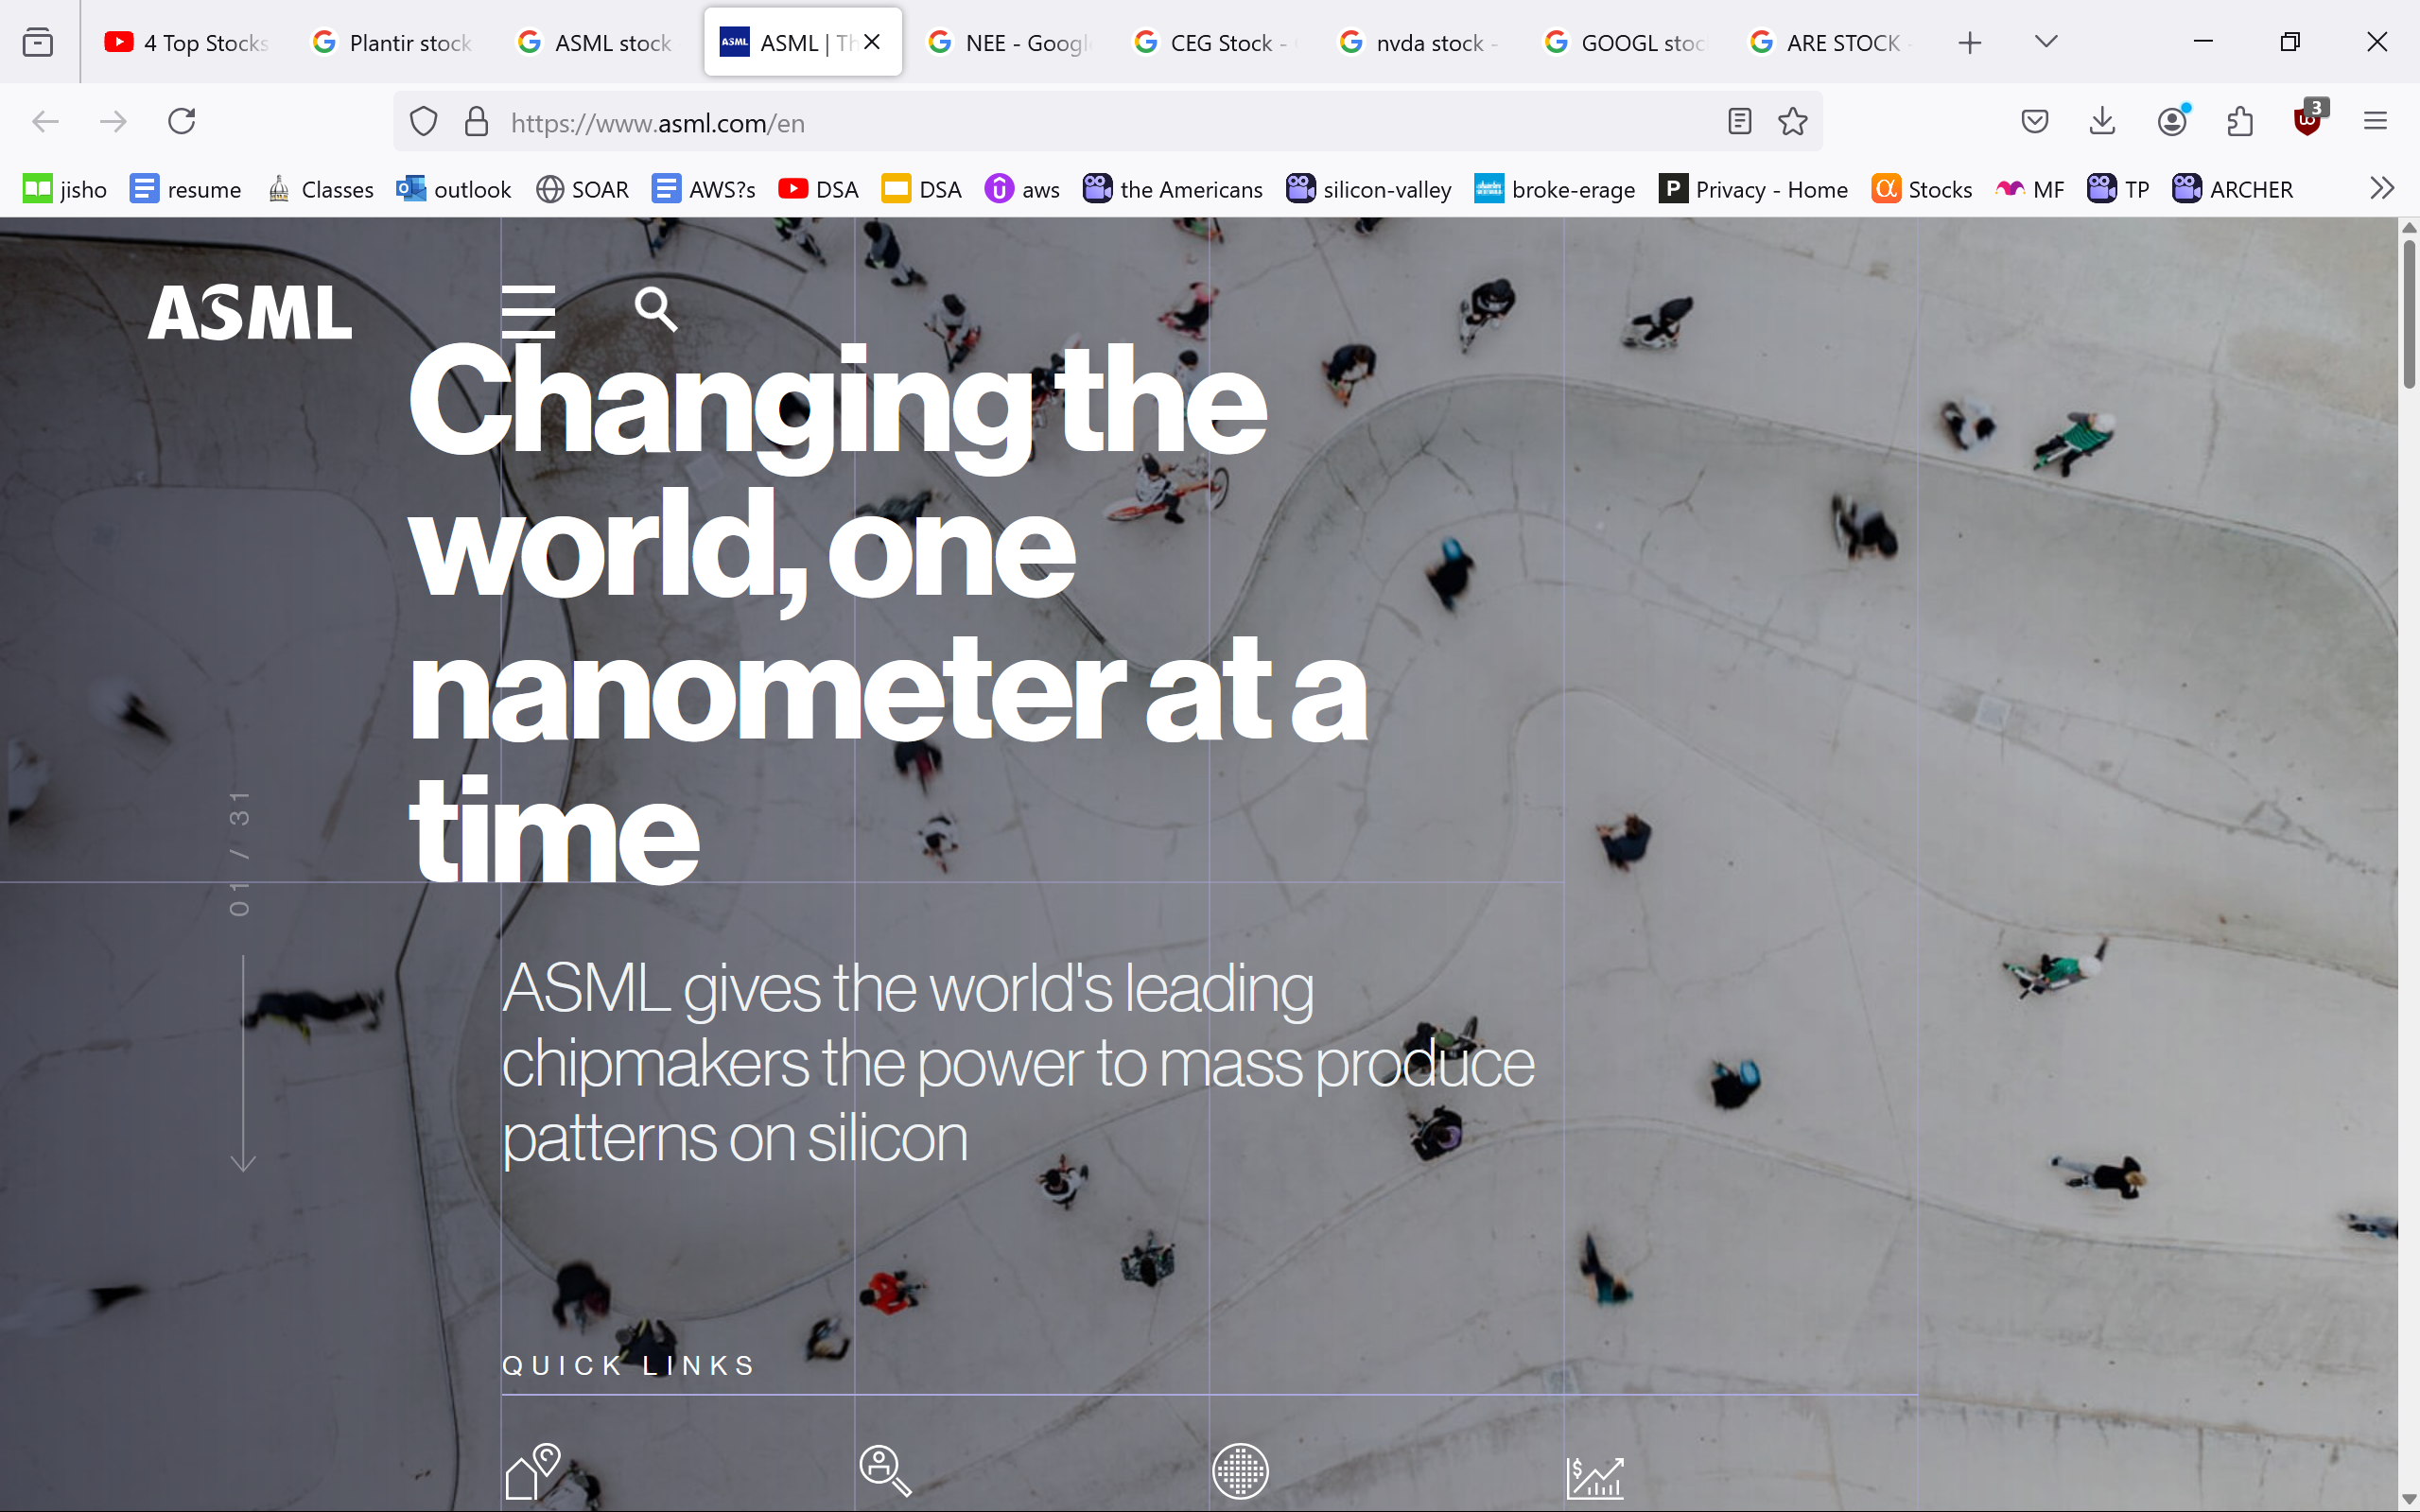 4 Top Stocks
Plantir stock
ASML stock
ASML | Th
NEE - Googl
CEG Stock -
nvda stock -
GOOGL stoc
ARE STOCK -
https://www.asml.com/en
3
jisho
resume
Classes
outlook
SOAR
AWS?s
DSA
DSA
aws
the Americans
silicon-valley
broke-erage
Privacy - Home
Stocks
MF
TP
ARCHER
ASML
Changing the
world, one
nanometer at a
time
01 / 31
ASML gives the world's leading
chipmakers the power to mass produce
patterns on silicon
QUICK LINKS